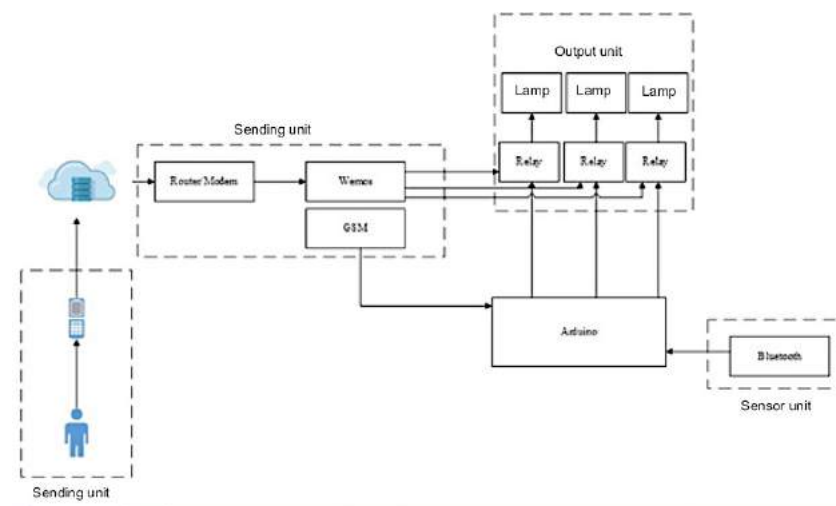 Output unit
Lamp Lamp Lamp
Sending unit
Router Modem Wemos Relay Relay Relay
GSM
Arduino
Bluetooth
Sensor unit
Sending unit